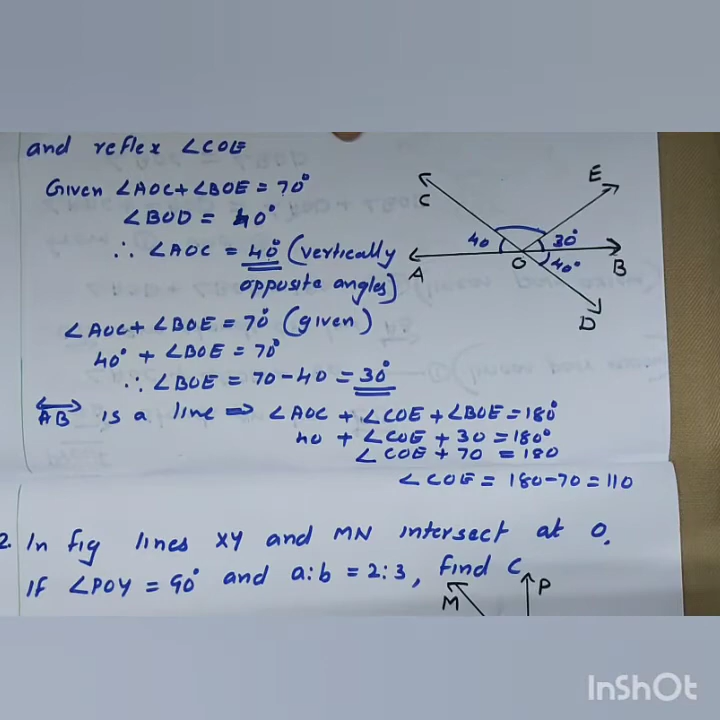 and reflex ∠COE
Given ∠AOC+∠BOE = 70°
∠BOD = 40°
∴ ∠AOC = 40° (vertically
opposite angles)
∠AOC + ∠BOE = 70° (given)
40° + ∠BOE = 70°
∴ ∠BOE = 70-40 = 30°
AB is a line ⇒ ∠AOC + ∠COE + ∠BOE = 180°
40 + ∠COE + 30 = 180°
∠COE + 70 = 180
∠COE = 180-70 = 110
C
E
40
30°
A
O
40°
B
D
2. In fig lines XY and MN intersect at O.
If ∠POY = 90° and a:b = 2:3, find C
M
P
InShOt